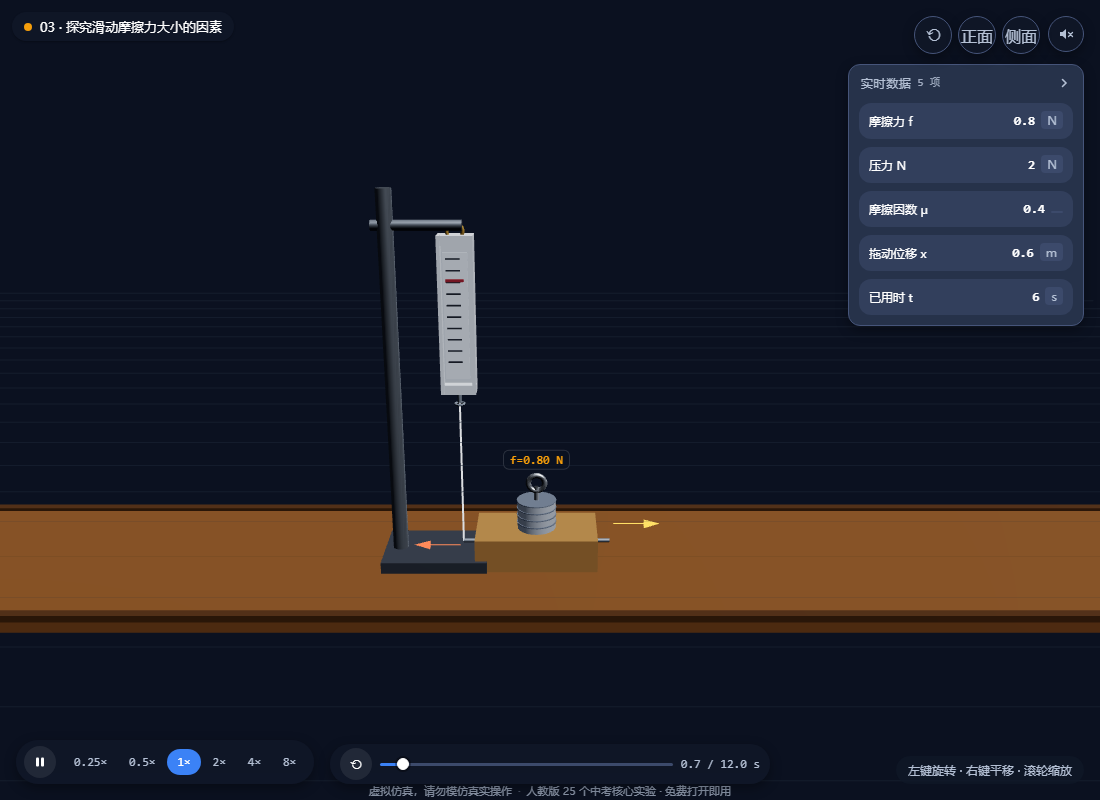 03 · 探究滑动摩擦力大小的因素
正面 侧面
实时数据 5 项
摩擦力 f 0.8 N
压力 N 2 N
摩擦因数 μ 0.4 —
拖动位移 x 0.6 m
已用时 t 6 s
f=0.80 N
0.25× 0.5× 1× 2× 4× 8×
0.7 / 12.0 s
左键旋转 · 右键平移 · 滚轮缩放
虚拟仿真，请勿模仿真实操作 · 人教版 25 个中考核心实验 · 免费打开即用